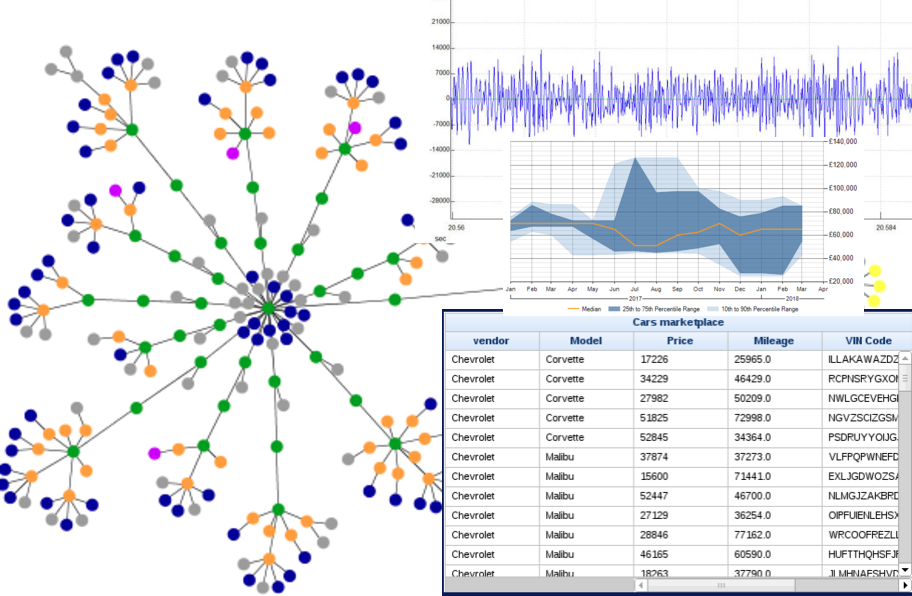 21000
14000
7000
0
-7000
-14000
-21000
-28000
20.56
20.584
sec
£140,000
£120,000
£100,000
£80,000
£60,000
£40,000
£20,000
Jan Feb Mar Apr May Jun Jul Aug Sep Oct Nov Dec Jan Feb Mar Apr
2017 2018
Median 25th to 75th Percentile Range 10th to 90th Percentile Range
Cars marketplace
vendor Model Price Mileage VIN Code
Chevrolet Corvette 17226 25965.0 ILLAKAWAZDZ
Chevrolet Corvette 34229 46429.0 RCPNSRYGXO
Chevrolet Corvette 27982 50209.0 NWLGCEVEHG
Chevrolet Corvette 51825 72998.0 NGVZSCIZGSM
Chevrolet Corvette 52845 34364.0 PSDRUYYOIJG
Chevrolet Malibu 37874 37273.0 VLFPQPWNEFD
Chevrolet Malibu 15600 71441.0 EXLJGDWOZSA
Chevrolet Malibu 52447 46700.0 NLMGJZAKBRD
Chevrolet Malibu 27129 36254.0 OIPFUIENLEHSX
Chevrolet Malibu 28846 77162.0 WRCOOFREZLL
Chevrolet Malibu 46165 60590.0 HUFTTHQHSFJ
Chevrolet Malibu 18263 37790.0